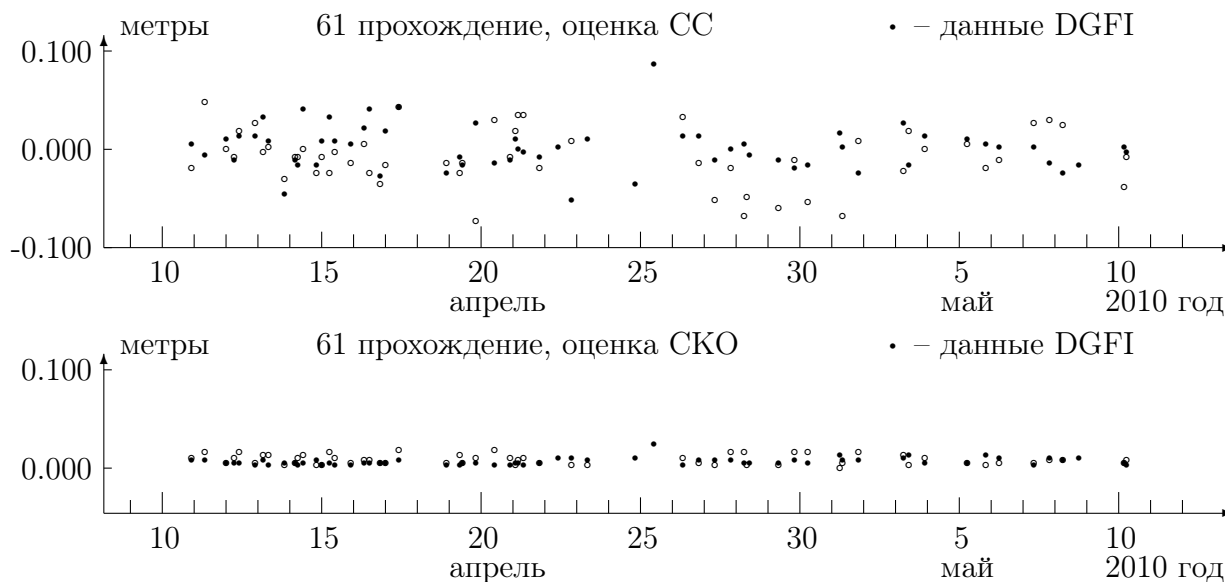 метры 61 прохождение, оценка СС • – данные DGFI
0.100
0.000
-0.100
10 15 20 25 30 5 10
апрель май 2010 год
метры 61 прохождение, оценка СКО • – данные DGFI
0.100
0.000
10 15 20 25 30 5 10
апрель май 2010 год